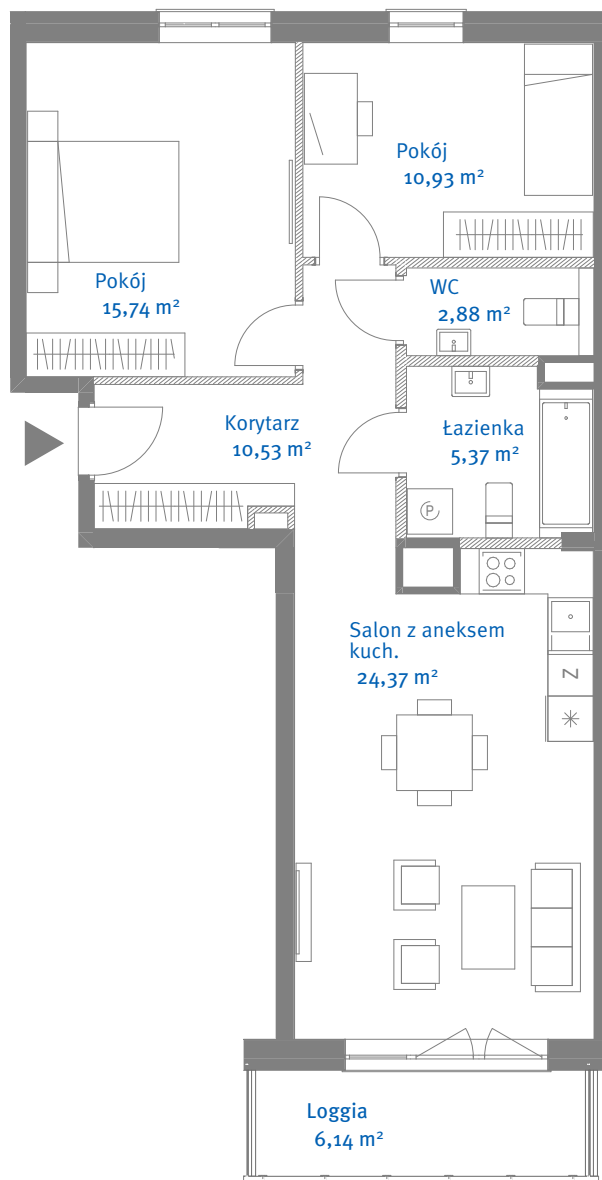 Pokój
10,93 m²
Pokój
15,74 m²
WC
2,88 m²
Korytarz
10,53 m²
Łazienka
5,37 m²
P
Salon z aneksem
kuch.
24,37 m²
Z
Loggia
6,14 m²